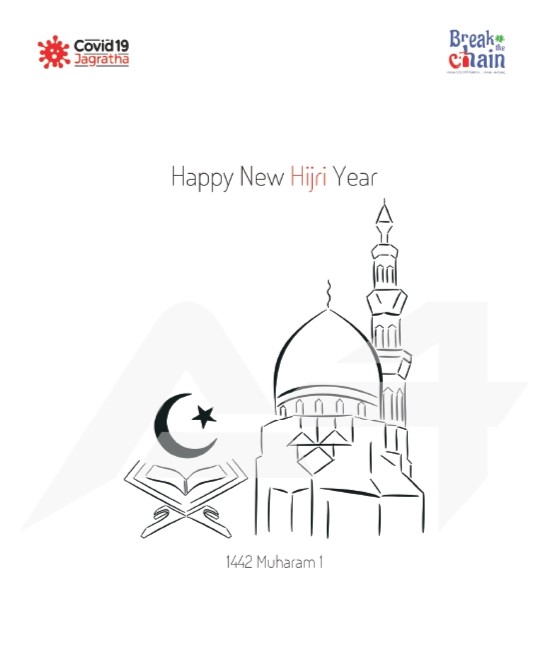 Covid19
Jagratha
Break
the
chain
Happy New Hijri Year
1442 Muharam 1